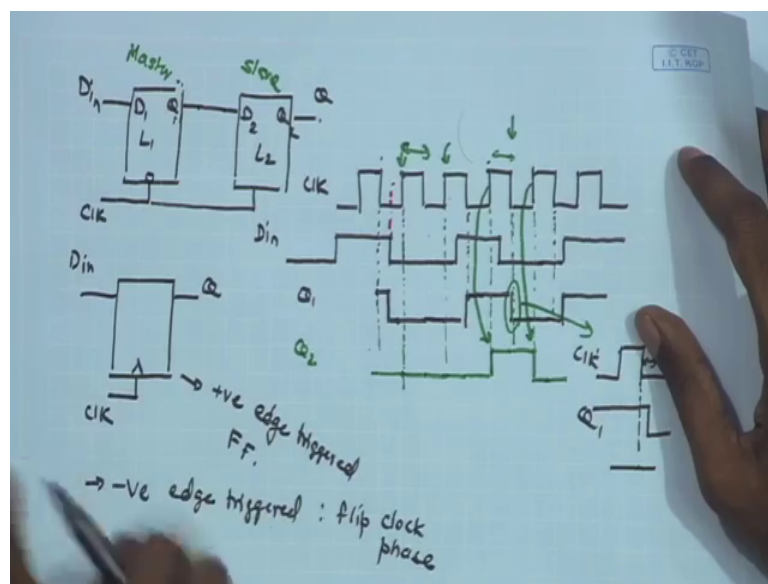 Master
Slave
Din
D1
Q1
D2
Q2
Q
L1
L2
CLK
© CET
I.I.T. KGP
CLK
Din
Q1
Q2
Din
Q
CLK
→ +ve edge triggered
FF.
CLK
Q1
→ -ve edge triggered : flip clock
phase